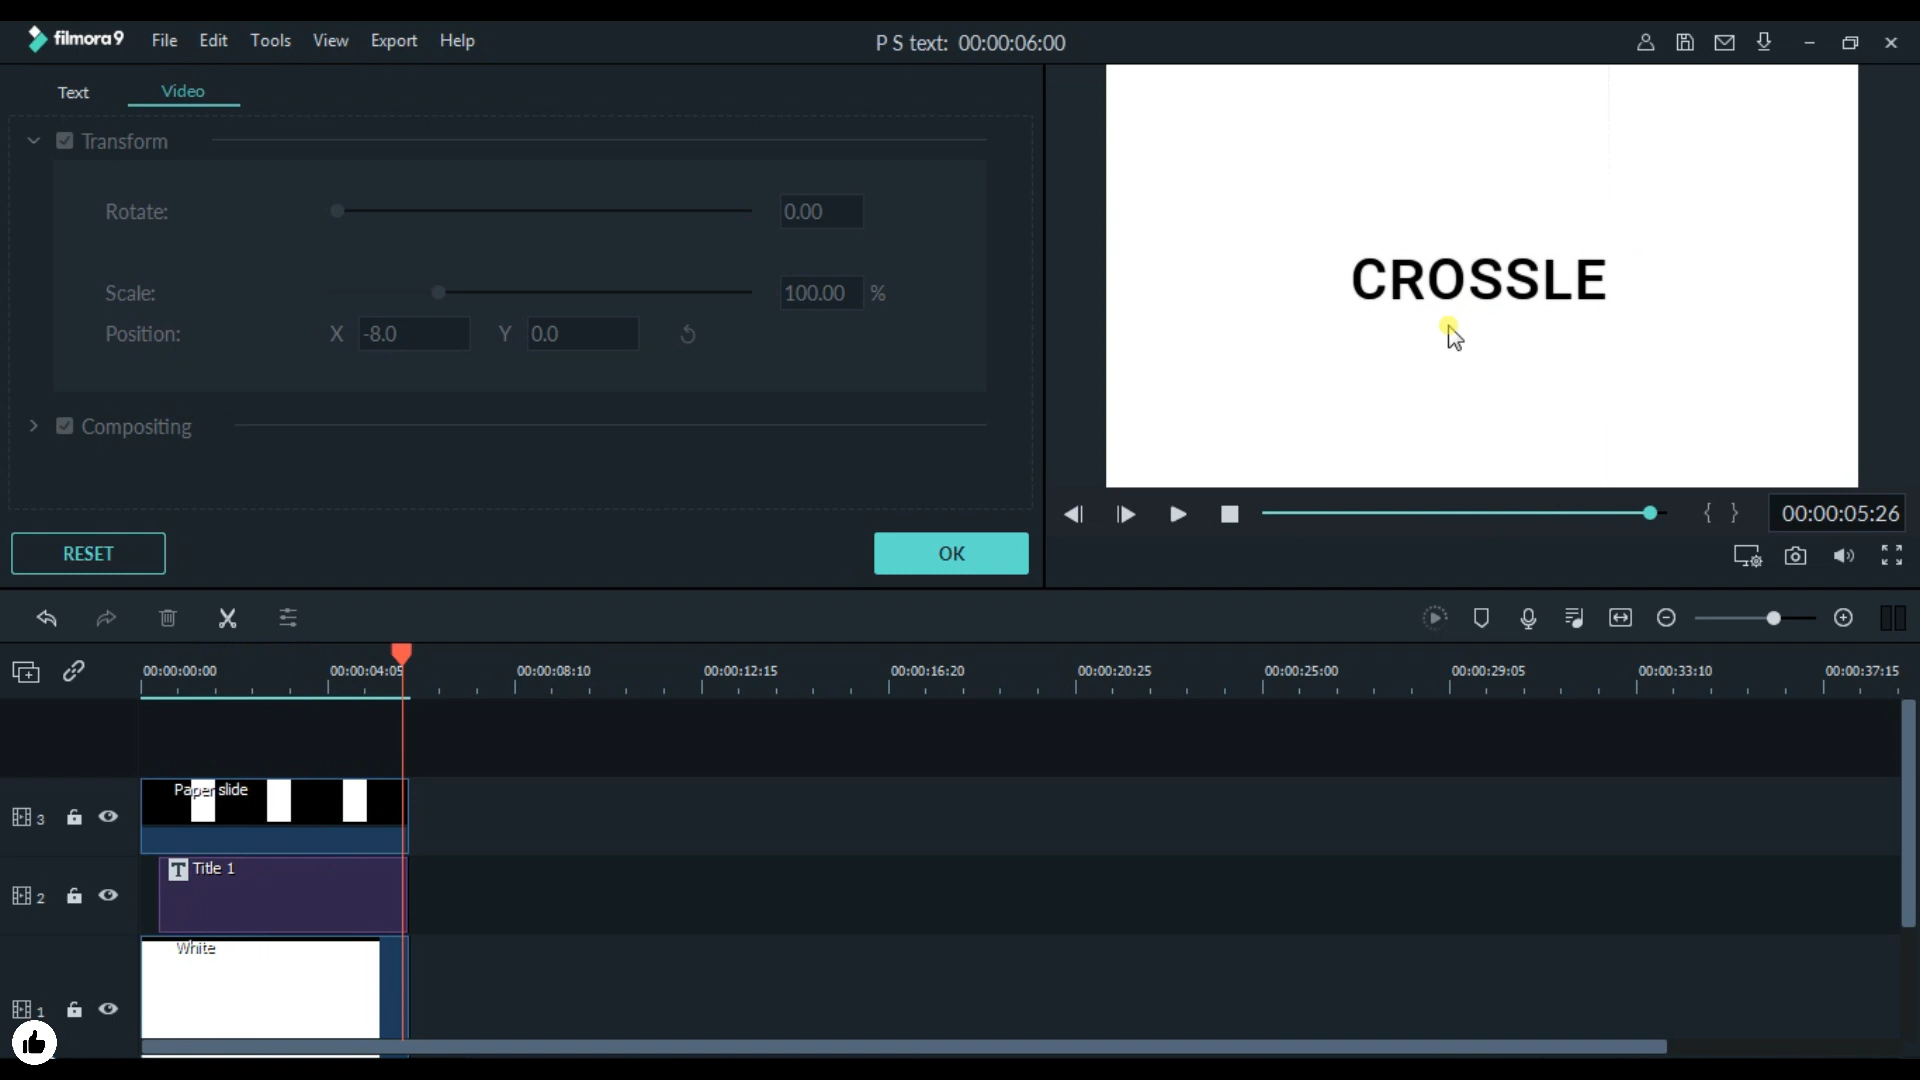 filmora9 File Edit Tools View Export Help P S text: 00:00:06:00
Text Video
Transform
Rotate: 0.00
Scale: 100.00 %
Position: X -8.0 Y 0.0
Compositing
RESET OK
CROSSLE
{ } 00:00:05:26
00:00:00:00 00:00:04:05 00:00:08:10 00:00:12:15 00:00:16:20 00:00:20:25 00:00:25:00 00:00:29:05 00:00:33:10 00:00:37:15
Paper slide
3
T Title 1
2
White
1